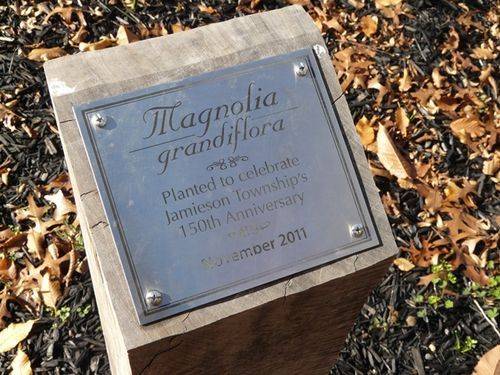 Magnolia
grandiflora
Planted to celebrate
Jamieson Township's
150th Anniversary
November 2011